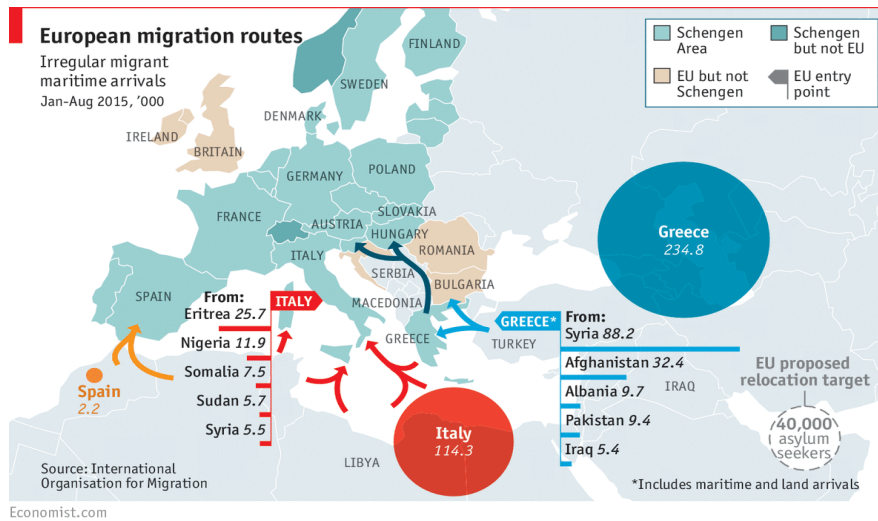 European migration routes
Irregular migrant
maritime arrivals
Jan-Aug 2015, '000
Schengen
Area
Schengen
but not EU
EU but not
Schengen
EU entry
point
FINLAND
SWEDEN
DENMARK
IRELAND
BRITAIN
GERMANY
POLAND
FRANCE
SLOVAKIA
AUSTRIA
HUNGARY
ITALY
ROMANIA
SERBIA
BULGARIA
SPAIN
MACEDONIA
GREECE
TURKEY
IRAQ
LIBYA
Greece
234.8
From:
Eritrea 25.7
Nigeria 11.9
Somalia 7.5
Sudan 5.7
Syria 5.5
ITALY
GREECE*
From:
Syria 88.2
Afghanistan 32.4
Albania 9.7
Pakistan 9.4
Iraq 5.4
Spain
2.2
Italy
114.3
EU proposed
relocation target
40,000
asylum
seekers
Source: International
Organisation for Migration
*Includes maritime and land arrivals
Economist.com